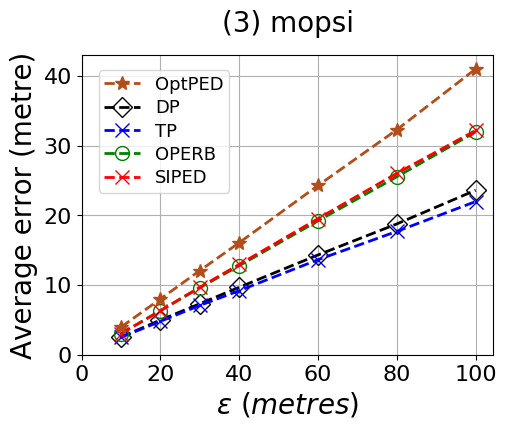 (3) mopsi
Average error (metre)
40
30
20
10
0
OptPED
DP
TP
OPERB
SIPED
0 20 40 60 80 100
ε (metres)